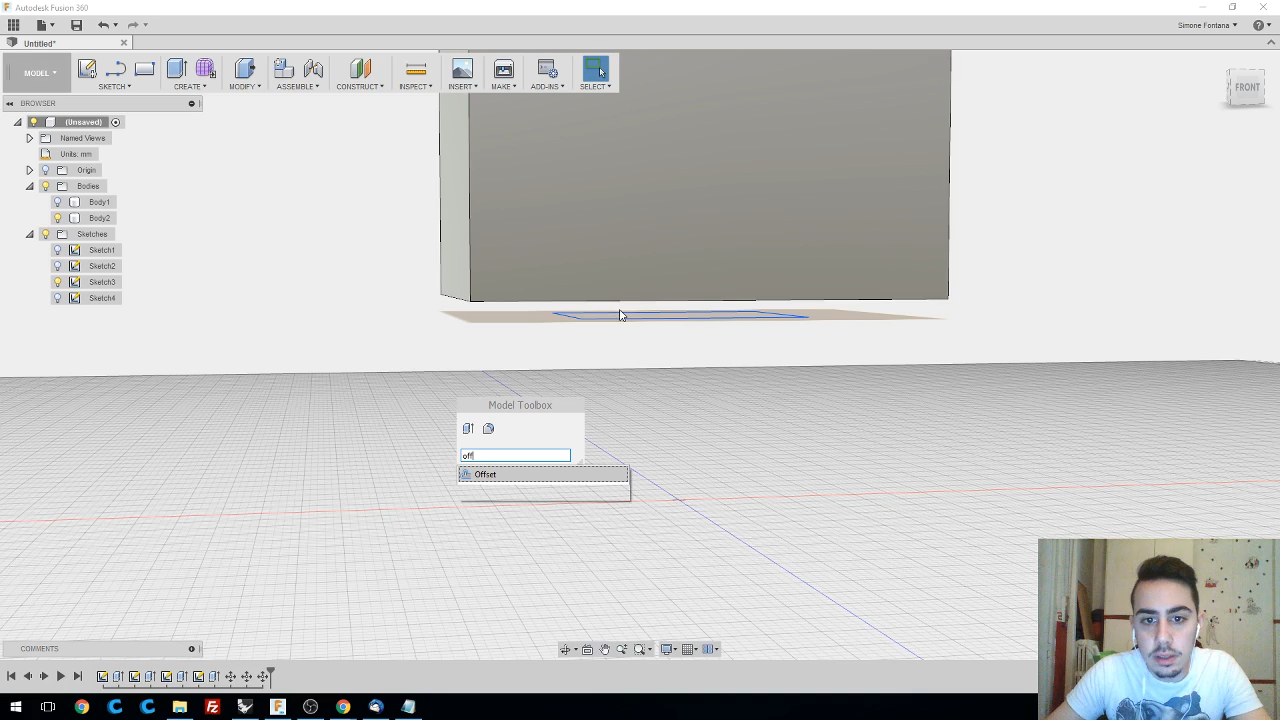 Autodesk Fusion 360
Simone Fontana
Untitled*
MODEL
SKETCH
CREATE
MODIFY
ASSEMBLE
CONSTRUCT
INSPECT
INSERT
MAKE
ADD-INS
SELECT
FRONT
BROWSER
(Unsaved)
Named Views
Units: mm
Origin
Bodies
Body1
Body2
Sketches
Sketch1
Sketch2
Sketch3
Sketch4
Model Toolbox
off
Offset
COMMENTS